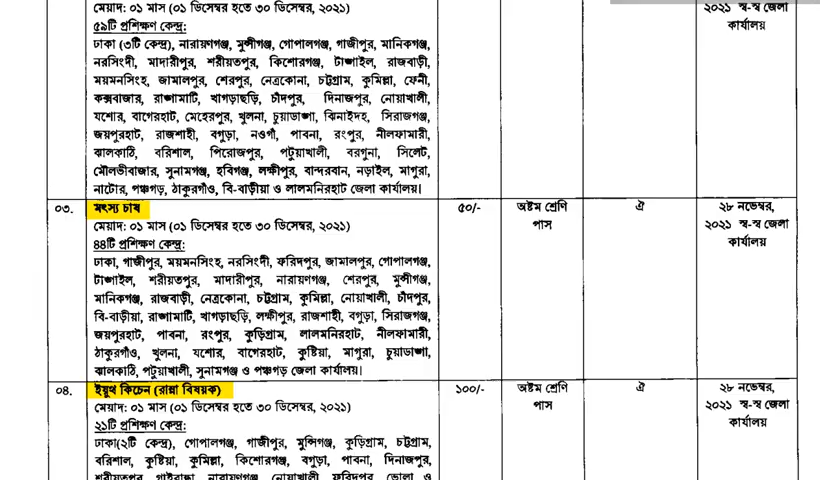 মেয়াদ: ০১ মাস (০১ ডিসেম্বর হতে ৩০ ডিসেম্বর, ২০২১)
২০২১ স্ব-স্ব জেলা
কার্যালয়
৫৯টি প্রশিক্ষণ কেন্দ্র:
ঢাকা (৩টি কেন্দ্র), নারায়ণগঞ্জ, মুন্সীগঞ্জ, গোপালগঞ্জ, গাজীপুর, মানিকগঞ্জ,
নরসিংদী, মাদারীপুর, শরীয়তপুর, কিশোরগঞ্জ, টাঙ্গাইল, রাজবাড়ী,
ময়মনসিংহ, জামালপুর, শেরপুর, নেত্রকোনা, চট্টগ্রাম, কুমিল্লা, ফেনী,
কক্সবাজার, রাঙ্গামাটি, খাগড়াছড়ি, চাঁদপুর, দিনাজপুর, নোয়াখালী,
যশোর, বাগেরহাট, মেহেরপুর, খুলনা, চুয়াডাঙ্গা, ঝিনাইদহ, সিরাজগঞ্জ,
জয়পুরহাট, রাজশাহী, বগুড়া, নওগাঁ, পাবনা, রংপুর, নীলফামারী,
ঝালকাঠি, বরিশাল, পিরোজপুর, পটুয়াখালী, বরগুনা, সিলেট,
মৌলভীবাজার, সুনামগঞ্জ, হবিগঞ্জ, লক্ষীপুর, বান্দরবান, নড়াইল, মাগুরা,
নাটোর, পঞ্চগড়, ঠাকুরগাঁও, বি-বাড়ীয়া ও লালমনিরহাট জেলা কার্যালয়।
০৩. মৎস্য চাষ ৫০/- অষ্টম শ্রেণি পাস ঐ ২৮ নভেম্বর, ২০২১ স্ব-স্ব জেলা কার্যালয়
মেয়াদ: ০১ মাস (০১ ডিসেম্বর হতে ৩০ ডিসেম্বর, ২০২১)
৪৪টি প্রশিক্ষণ কেন্দ্র:
ঢাকা, গাজীপুর, ময়মনসিংহ, নরসিংদী, ফরিদপুর, জামালপুর, গোপালগঞ্জ,
টাঙ্গাইল, শরীয়তপুর, মাদারীপুর, নারায়ণগঞ্জ, শেরপুর, মুন্সীগঞ্জ,
মানিকগঞ্জ, রাজবাড়ী, নেত্রকোনা, চট্টগ্রাম, কুমিল্লা, নোয়াখালী, চাঁদপুর,
বি-বাড়ীয়া, রাঙ্গামাটি, খাগড়াছড়ি, লক্ষীপুর, রাজশাহী, বগুড়া, সিরাজগঞ্জ,
জয়পুরহাট, পাবনা, রংপুর, কুড়িগ্রাম, লালমনিরহাট, নীলফামারী,
ঠাকুরগাঁও, খুলনা, যশোর, বাগেরহাট, কুষ্টিয়া, মাগুরা, চুয়াডাঙ্গা,
ঝালকাঠি, পটুয়াখালী, সুনামগঞ্জ ও পঞ্চগড় জেলা কার্যালয়।
০৪. ইয়ুথ কিচেন (রান্না বিষয়ক) ১০০/- অষ্টম শ্রেণি পাস ঐ ২৮ নভেম্বর, ২০২১ স্ব-স্ব জেলা কার্যালয়
মেয়াদ: ০১ মাস (০১ ডিসেম্বর হতে ৩০ ডিসেম্বর, ২০২১)
২১টি প্রশিক্ষণ কেন্দ্র:
ঢাকা(২টি কেন্দ্র), গোপালগঞ্জ, গাজীপুর, মুন্সিগঞ্জ, কুড়িগ্রাম, চট্টগ্রাম,
বরিশাল, কুষ্টিয়া, কুমিল্লা, কিশোরগঞ্জ, বগুড়া, পাবনা, দিনাজপুর,
শরীয়তপুর, গাইবান্ধা, নারায়ণগঞ্জ, নোয়াখালী, ফরিদপুর, ভোলা ও